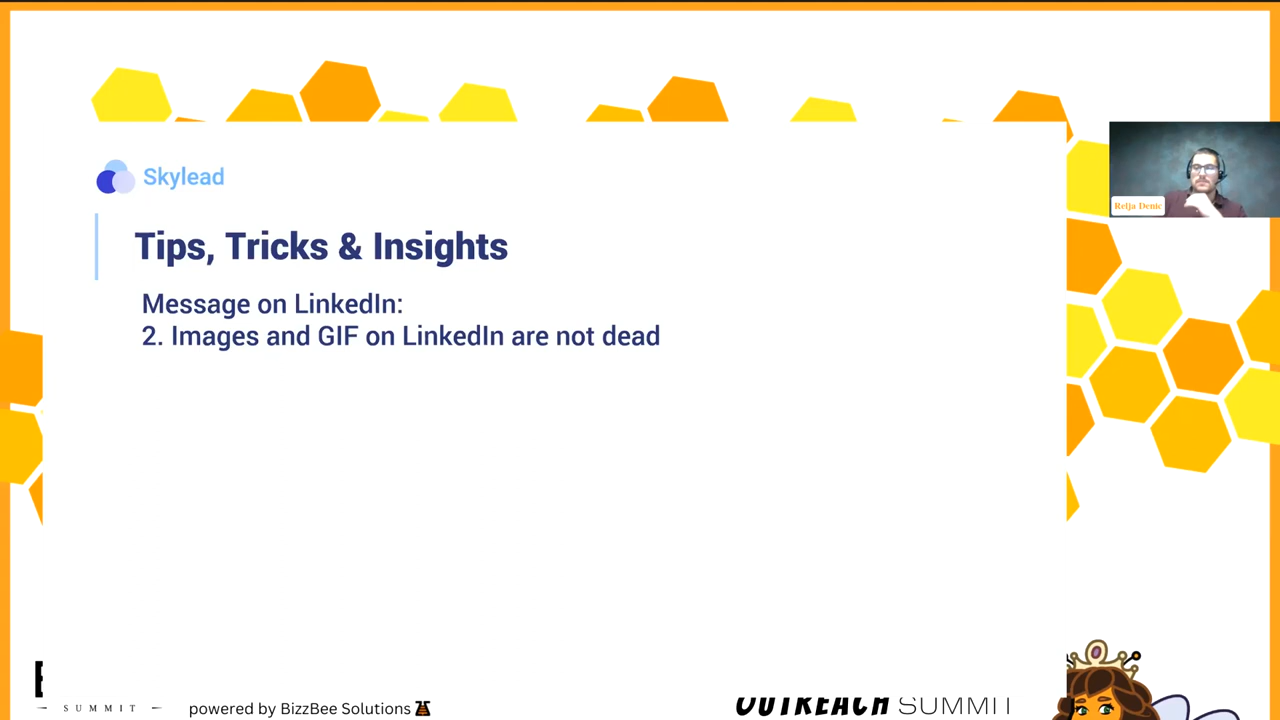 Skylead
Tips, Tricks & Insights
Message on LinkedIn:
2. Images and GIF on LinkedIn are not dead
Relja Denic
SUMMIT
powered by BizzBee Solutions
OUTREACH SUMMIT